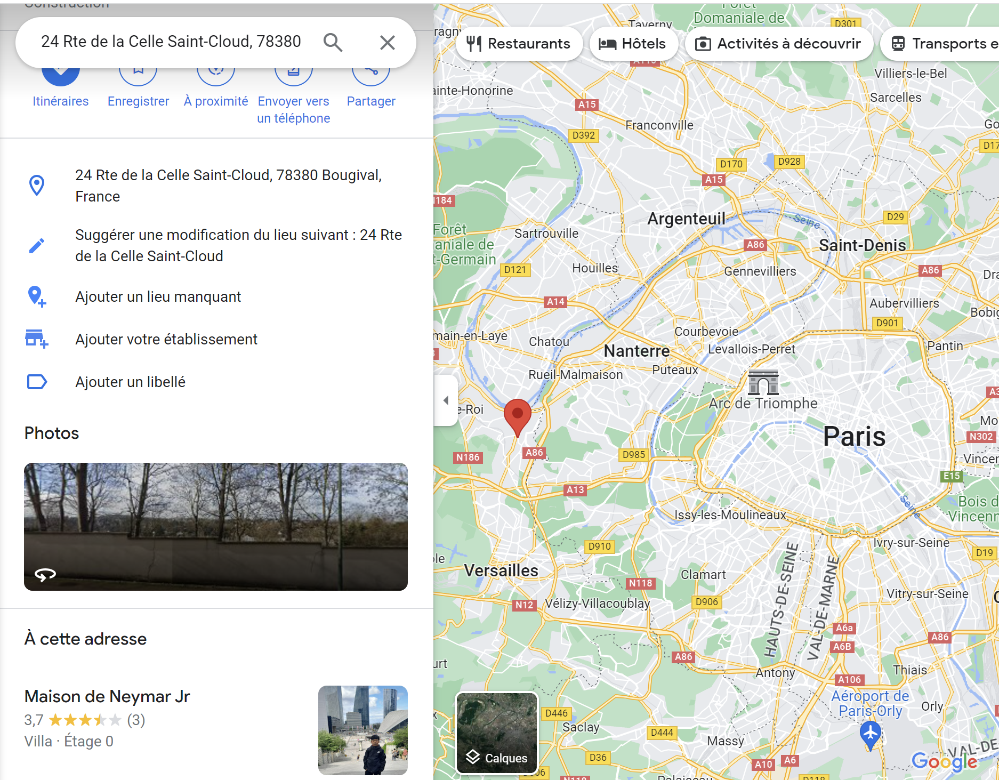 Construction
24 Rte de la Celle Saint-Cloud, 78380
Itinéraires
Enregistrer
À proximité
Envoyer vers
un téléphone
Partager
24 Rte de la Celle Saint-Cloud, 78380 Bougival,
France
Suggérer une modification du lieu suivant : 24 Rte
de la Celle Saint-Cloud
Ajouter un lieu manquant
Ajouter votre établissement
Ajouter un libellé
Photos
À cette adresse
Maison de Neymar Jr
3,7 (3)
Villa · Étage 0
Restaurants
Hôtels
Activités à découvrir
Transports e
Forêt
Domaniale de
D301
Taverny
ragny
A115
Villiers-le-Bel
ainte-Honorine
Sarcelles
A15
Franconville
Go
D392
D17
D170
D928
A15
184
Argenteuil
Seine
D29
Forêt
aniale de
t-Germain
Sartrouville
A86
Saint-Denis
D121
Houilles
Gennevilliers
A86
Dra
A14
Aubervilliers
Bobig
D901
main-en-Laye
Chatou
Courbevoie
Nanterre
Levallois-Perret
Pantin
Rueil-Malmaison
Puteaux
A3
e-Roi
Arc de Triomphe
Mo
Paris
N302
N186
A86
D985
Vincen
E15
A13
Seine
Bois d
Vincenn
Issy-les-Moulineaux
D910
Ivry-sur-Seine
D19
le
Versailles
Clamart
HAUTS-DE-SEINE
VAL-DE-MARNE
N118
Vitry-sur-Seine
C
N12
Vélizy-Villacoublay
D906
A6a
A86
A6B
urt
A86
Antony
Thiais
A106
Aéroport de
Paris-Orly
Orly
x
D446
Saclay
D444
Massy
VAL-DE
Calques
D36
A10
A6
Google
06
N118
Palaiseau
D118